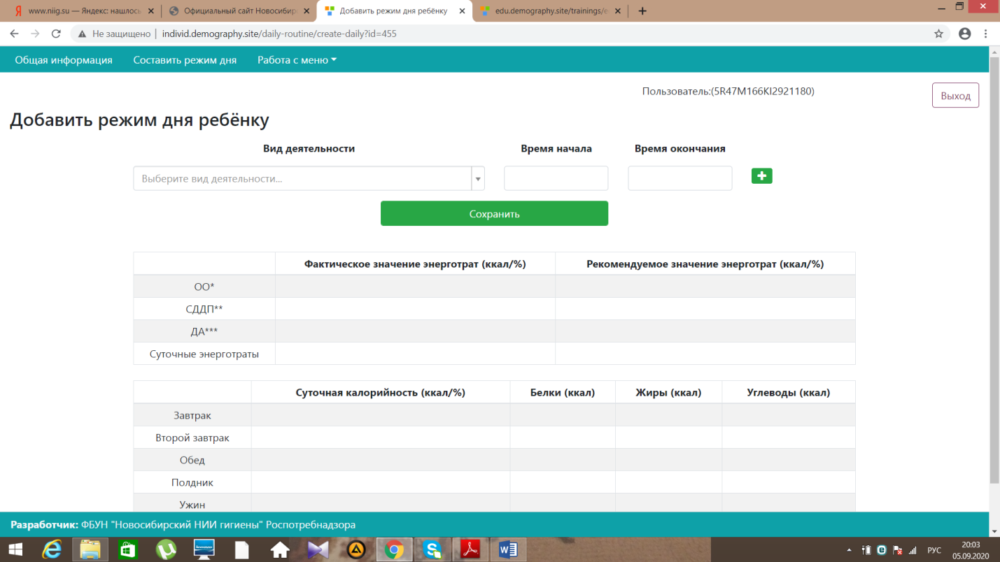 www.niig.su — Яндекс: нашлось
Официальный сайт Новосибир
Добавить режим дня ребёнку
edu.demography.site/trainings/e
Не защищено | individ.demography.site/daily-routine/create-daily?id=455
Общая информация Составить режим дня Работа с меню
Пользователь:(5R47M166KI2921180)
Выход
Добавить режим дня ребёнку
Вид деятельности Время начала Время окончания
Выберите вид деятельности...
Сохранить
Фактическое значение энерготрат (ккал/%) Рекомендуемое значение энерготрат (ккал/%)
ОО*
СДДП**
ДА***
Суточные энерготраты
Суточная калорийность (ккал/%) Белки (ккал) Жиры (ккал) Углеводы (ккал)
Завтрак
Второй завтрак
Обед
Полдник
Ужин
Разработчик: ФБУН "Новосибирский НИИ гигиены" Роспотребнадзора
РУС
20:03
05.09.2020